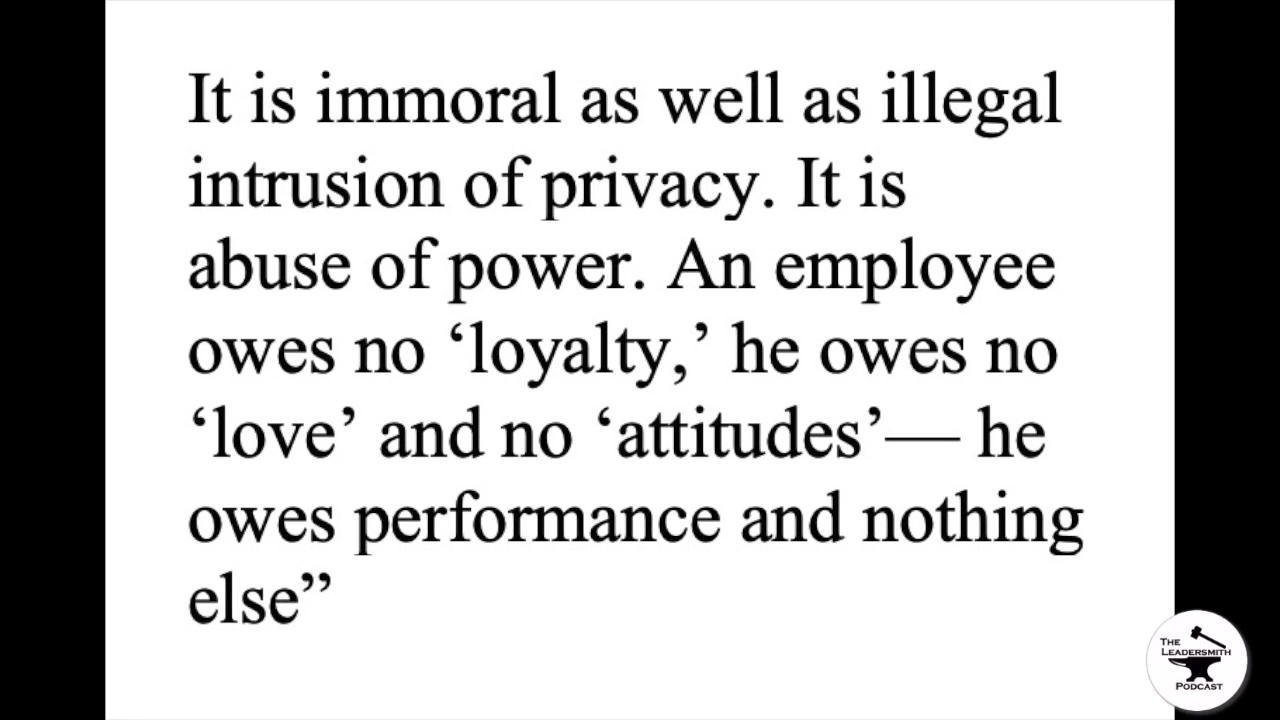 It is immoral as well as illegal
intrusion of privacy. It is
abuse of power. An employee
owes no ‘loyalty,’ he owes no
‘love’ and no ‘attitudes’— he
owes performance and nothing
else”
THE
LEADERSMITH
PODCAST